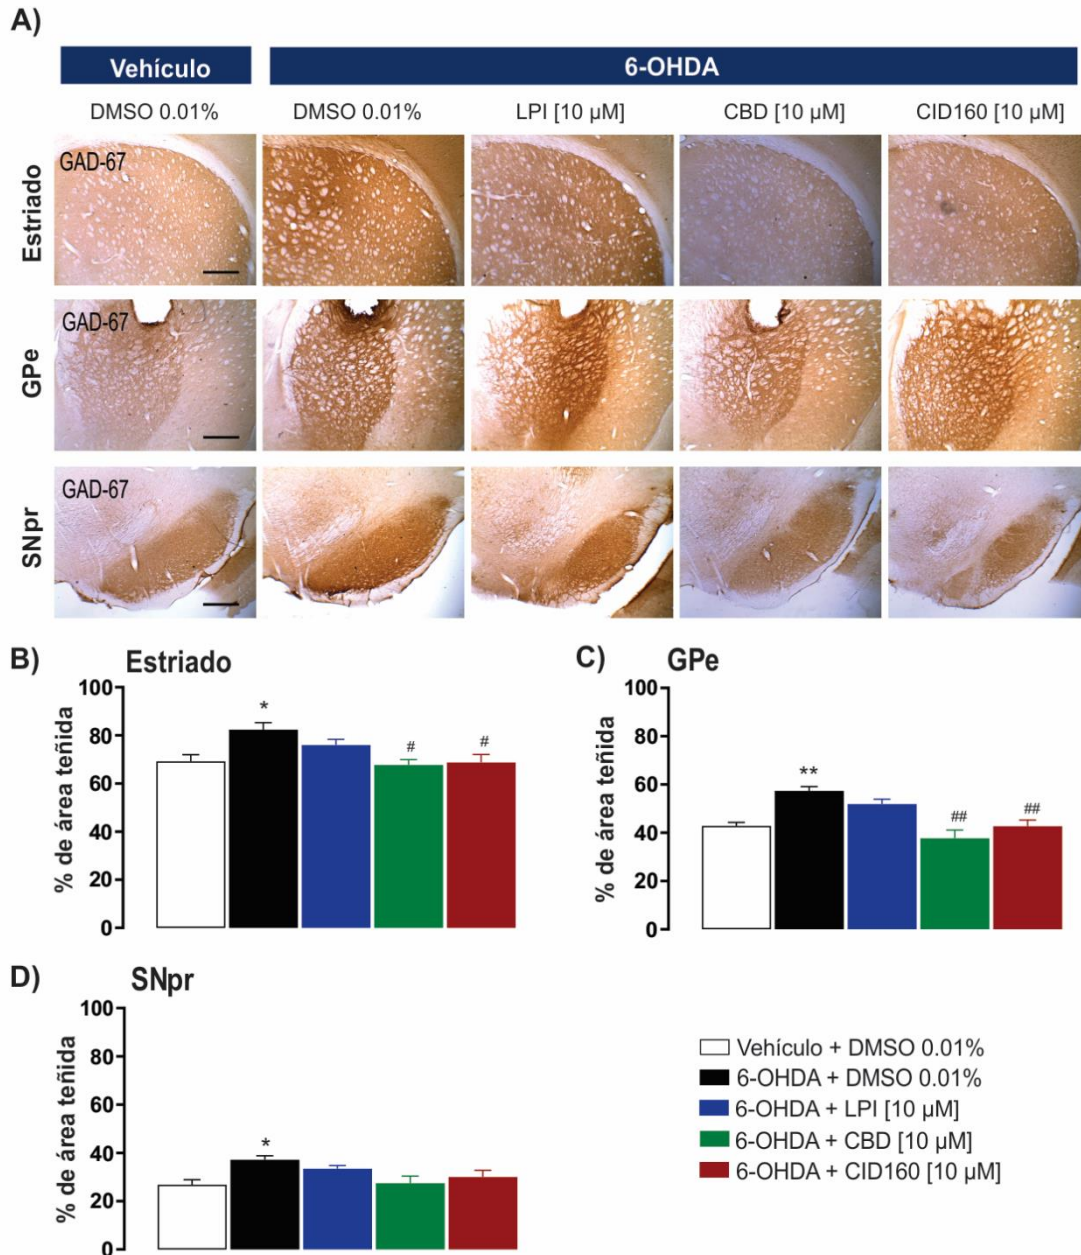 A)
Vehículo 6-OHDA
DMSO 0.01% DMSO 0.01% LPI [10 µM] CBD [10 µM] CID160 [10 µM]
Estriado
GAD-67
GPe
GAD-67
SNpr
GAD-67
B) Estriado
% de área teñida
100
80
60
40
20
0
*
#
#
C) GPe
% de área teñida
100
80
60
40
20
0
**
##
##
D) SNpr
% de área teñida
100
80
60
40
20
0
*
Vehículo + DMSO 0.01%
6-OHDA + DMSO 0.01%
6-OHDA + LPI [10 µM]
6-OHDA + CBD [10 µM]
6-OHDA + CID160 [10 µM]